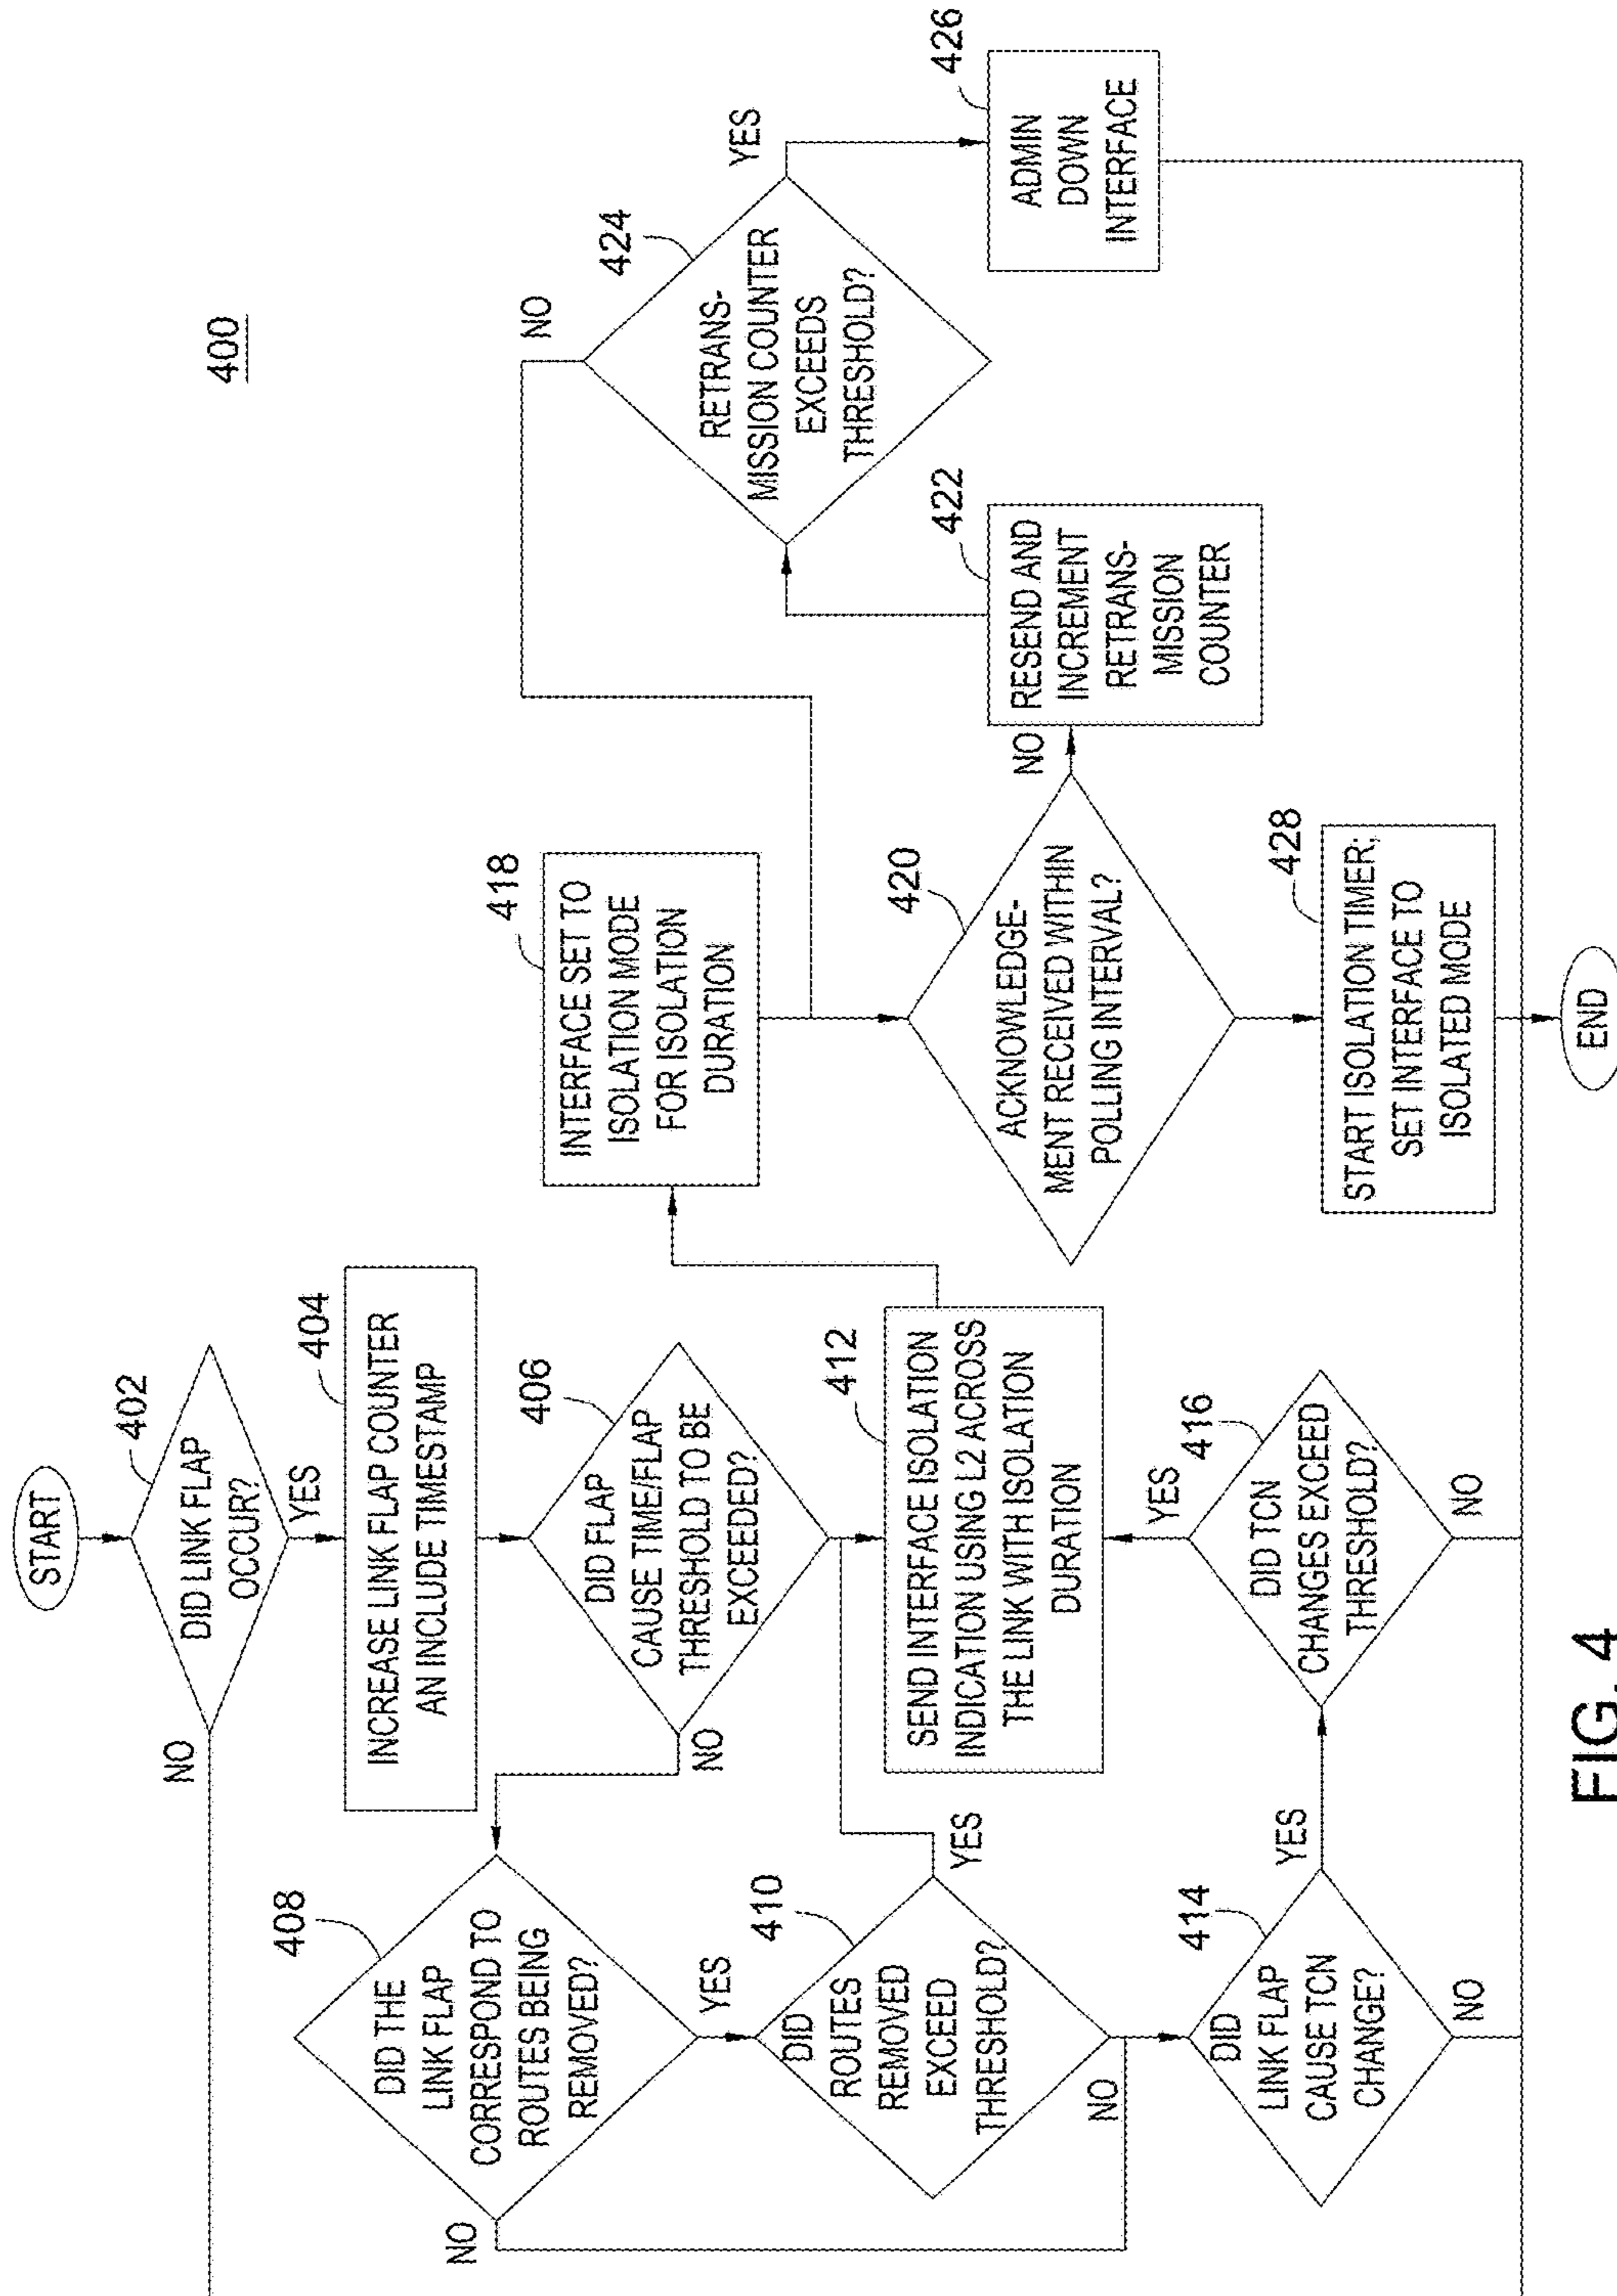 400
START
402
DID LINK FLAP
OCCUR?
NO
YES
404
INCREASE LINK FLAP COUNTER
AN INCLUDE TIMESTAMP
406
DID FLAP
CAUSE TIME/FLAP
THRESHOLD TO BE
EXCEEDED?
NO
408
DID THE
LINK FLAP
CORRESPOND TO
ROUTES BEING
REMOVED?
NO
YES
410
DID
ROUTES
REMOVED
EXCEED
THRESHOLD?
YES
NO
412
SEND INTERFACE ISOLATION
INDICATION USING L2 ACROSS
THE LINK WITH ISOLATION
DURATION
414
DID
LINK FLAP
CAUSE TCN
CHANGE?
YES
NO
416
DID TCN
CHANGES EXCEED
THRESHOLD?
YES
NO
418
INTERFACE SET TO
ISOLATION MODE
FOR ISOLATION
DURATION
420
ACKNOWLEDGE-
MENT RECEIVED WITHIN
POLLING INTERVAL?
NO
422
RESEND AND
INCREMENT
RETRANS-
MISSION
COUNTER
424
RETRANS-
MISSION COUNTER
EXCEEDS
THRESHOLD?
NO
YES
426
ADMIN
DOWN
INTERFACE
428
START ISOLATION TIMER;
SET INTERFACE TO
ISOLATED MODE
END
FIG. 4